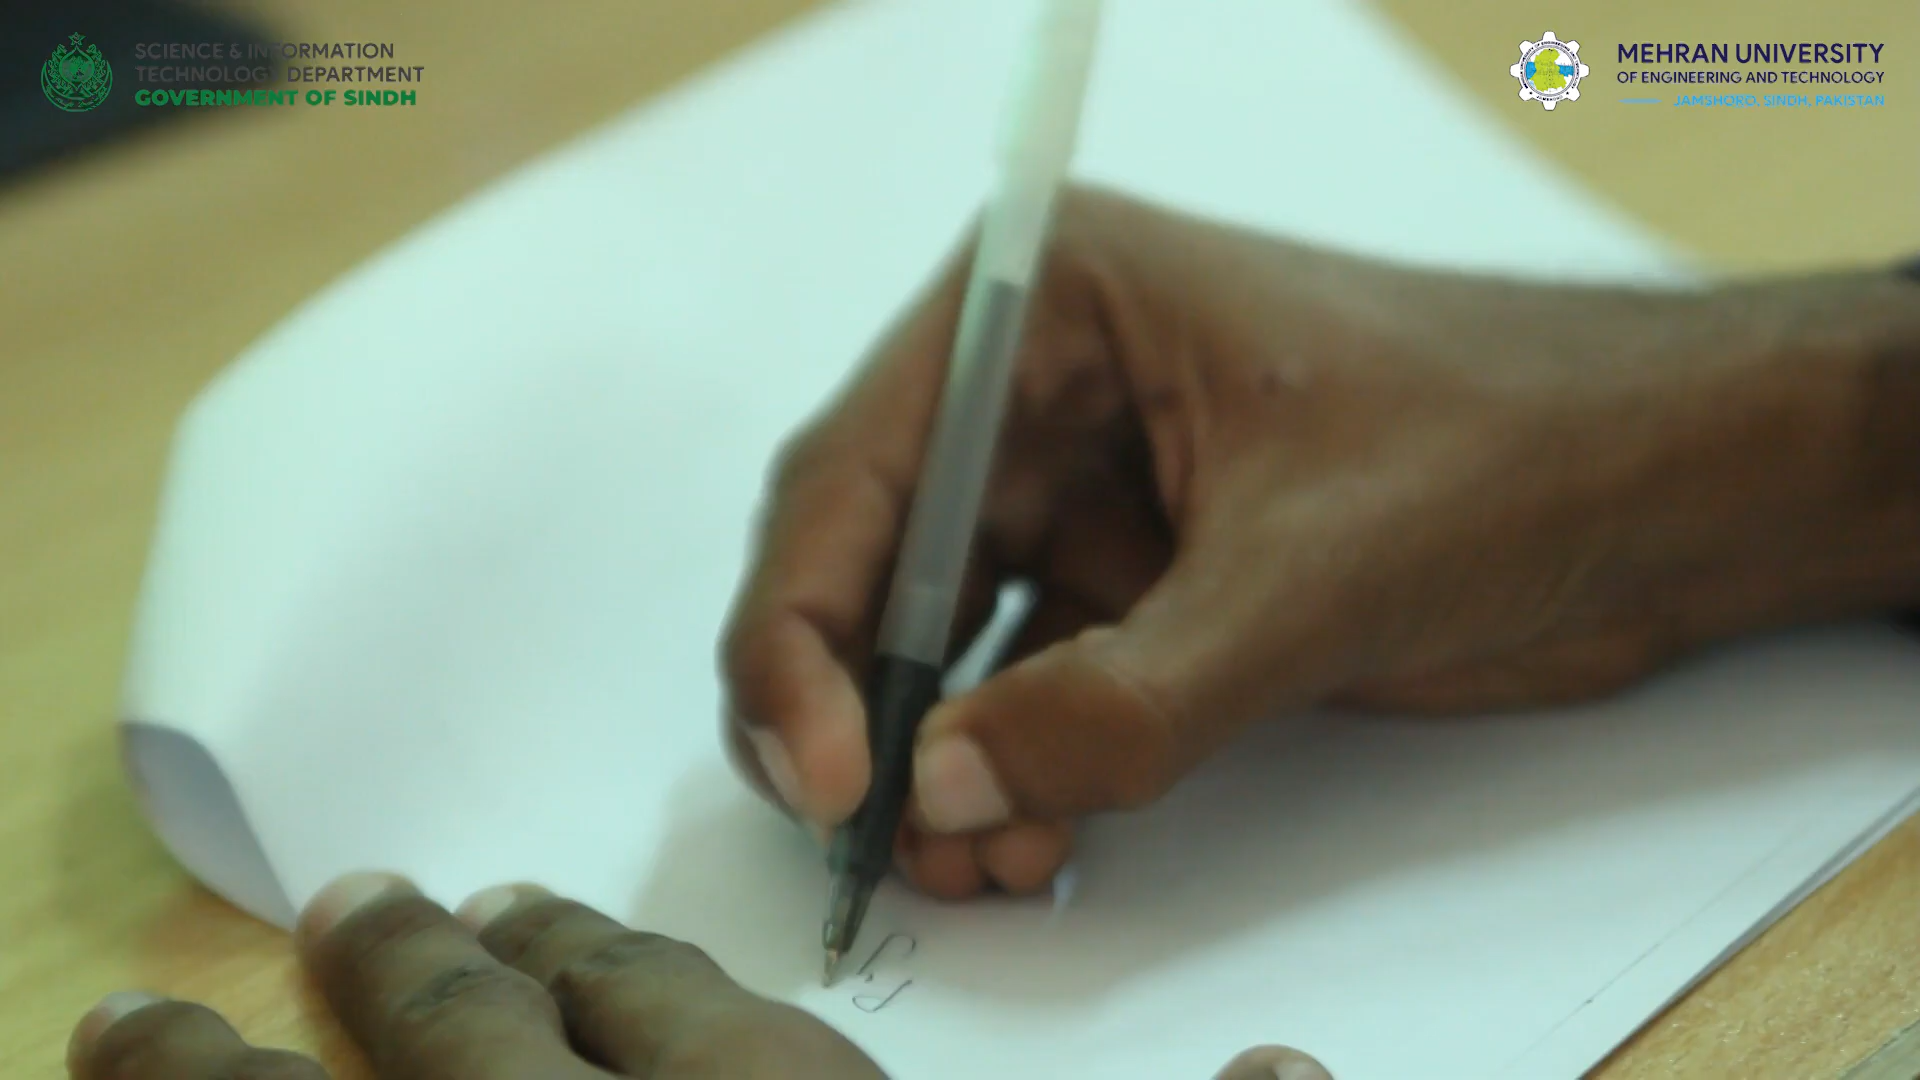 SCIENCE & INFORMATION
TECHNOLOGY DEPARTMENT
GOVERNMENT OF SINDH
MEHRAN UNIVERSITY
OF ENGINEERING AND TECHNOLOGY
JAMSHORO, SINDH, PAKISTAN